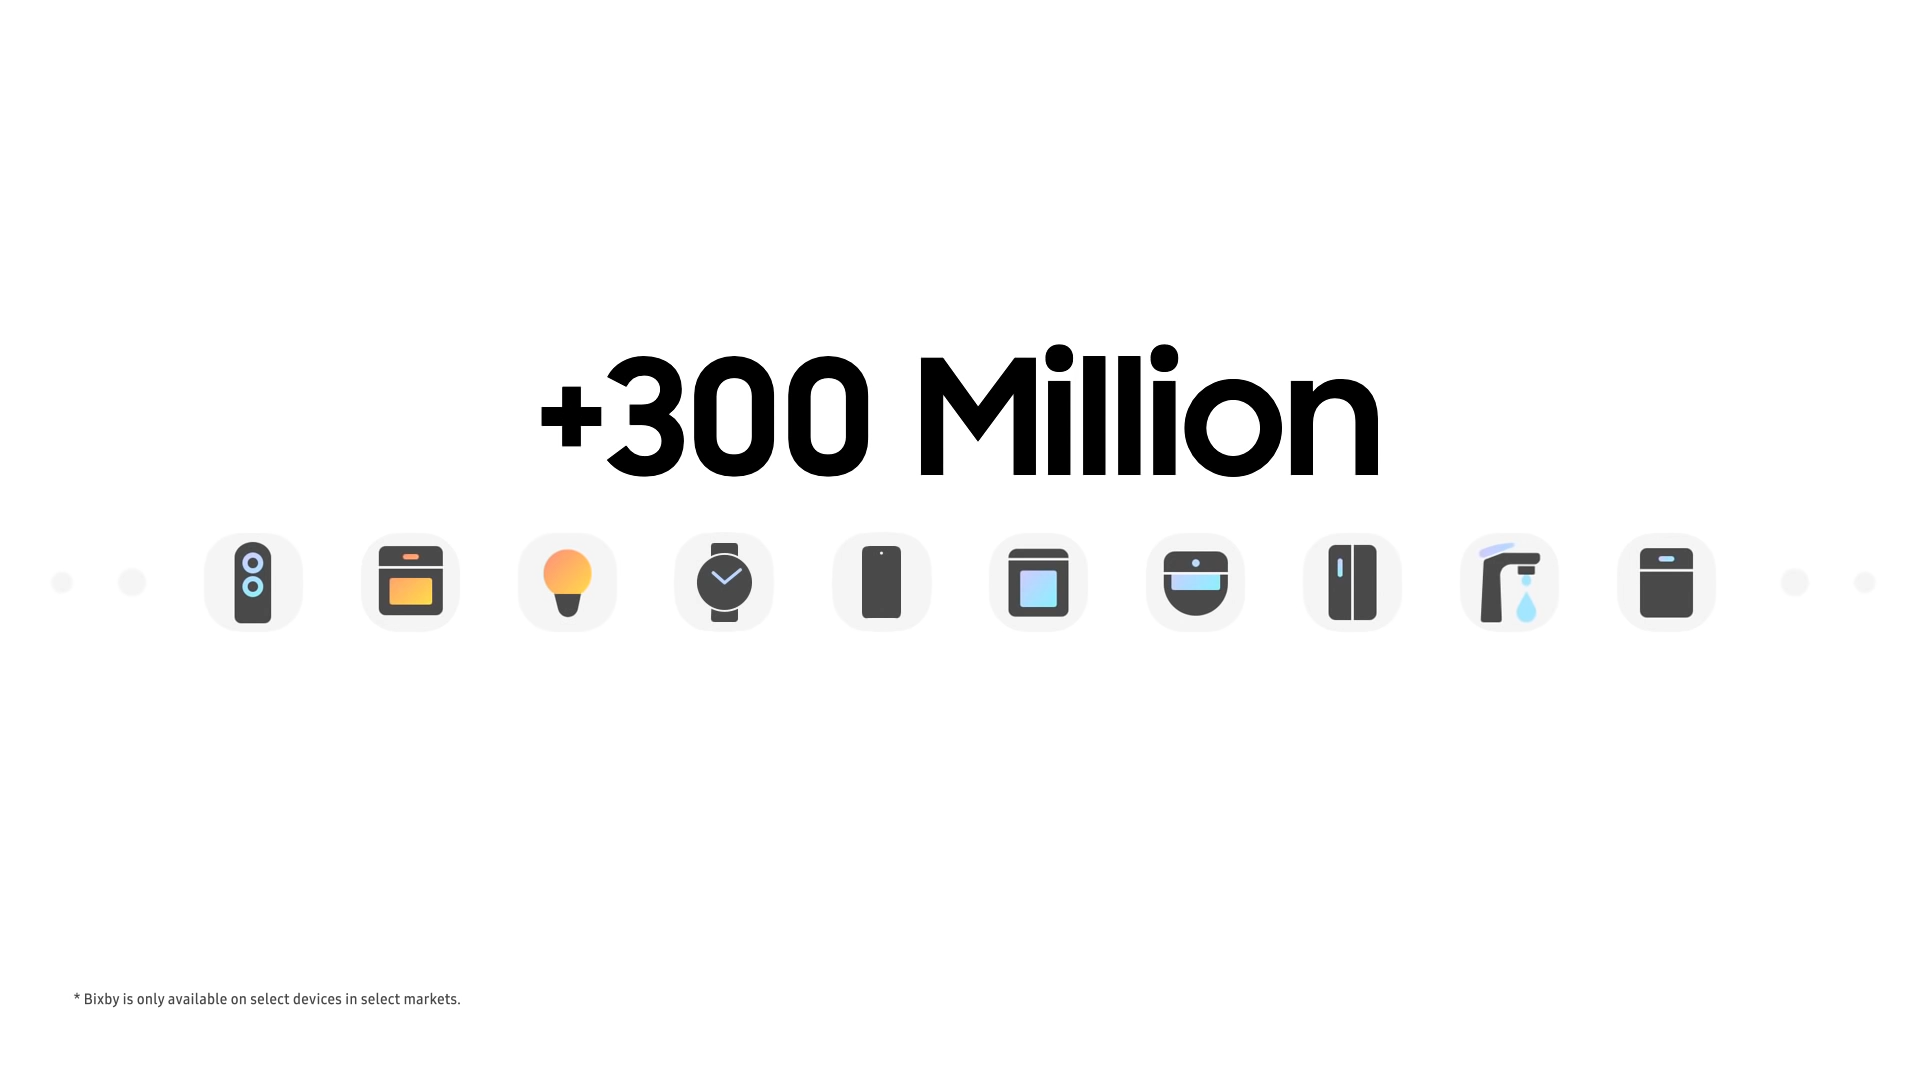 +300 Million
* Bixby is only available on select devices in select markets.